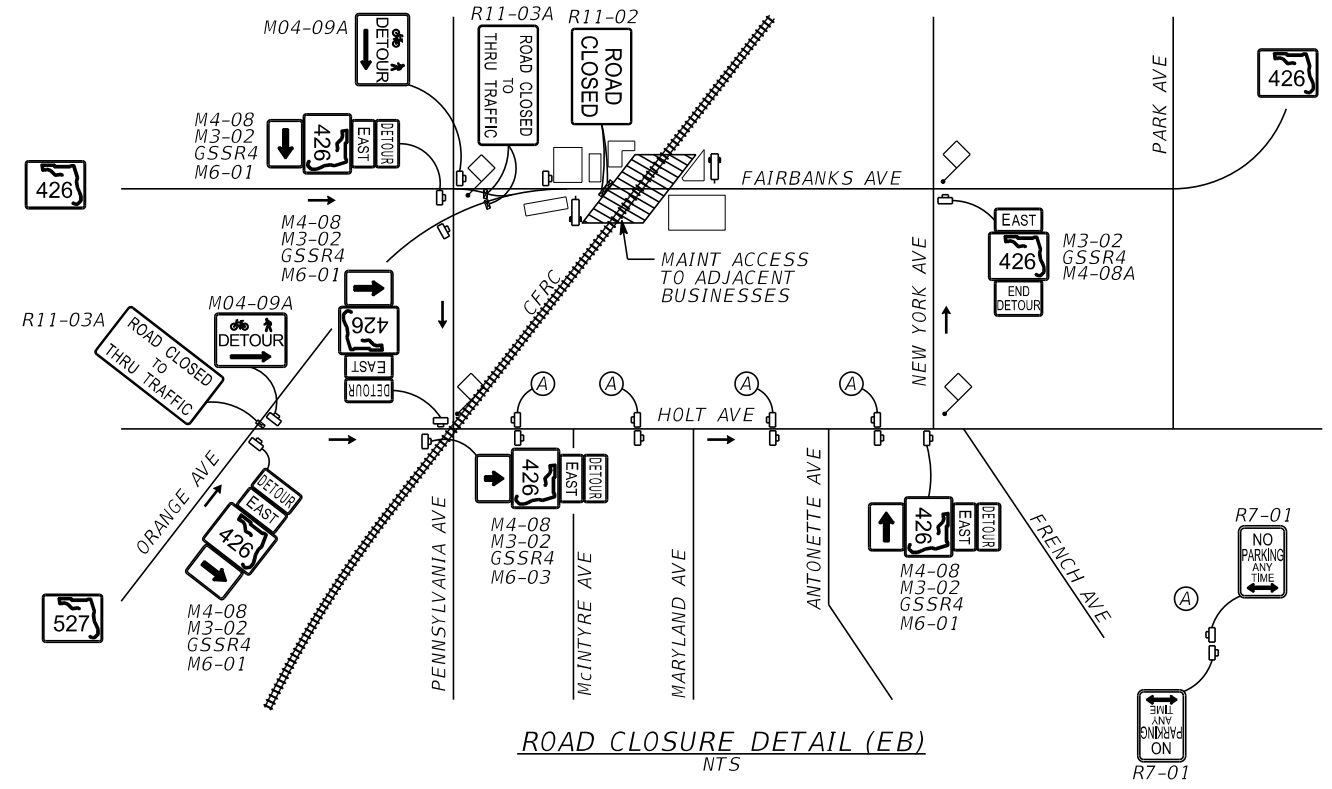 M04-09A
DETOUR
R11-03A
ROAD CLOSED
TO
THRU TRAFFIC
R11-02
ROAD
CLOSED
M4-08
M3-02
GSSR4
M6-01
426
EAST
DETOUR
426
426
PARK AVE
FAIRBANKS AVE
M4-08
M3-02
GSSR4
M6-01
426
EAST
DETOUR
MAINT ACCESS
TO ADJACENT
BUSINESSES
CFRC
NEW YORK AVE
EAST
426
END
DETOUR
M3-02
GSSR4
M4-08A
R11-03A
ROAD CLOSED
TO
THRU TRAFFIC
M04-09A
DETOUR
A
A
A
A
HOLT AVE
ORANGE AVE
DETOUR
EAST
426
M4-08
M3-02
GSSR4
M6-01
527
PENNSYLVANIA AVE
426
EAST
DETOUR
M4-08
M3-02
GSSR4
M6-03
McINTYRE AVE
MARYLAND AVE
ANTONETTE AVE
426
EAST
DETOUR
M4-08
M3-02
GSSR4
M6-01
FRENCH AVE
R7-01
NO
PARKING
ANY
TIME
A
NO
PARKING
ANY
TIME
R7-01
ROAD CLOSURE DETAIL (EB)
NTS